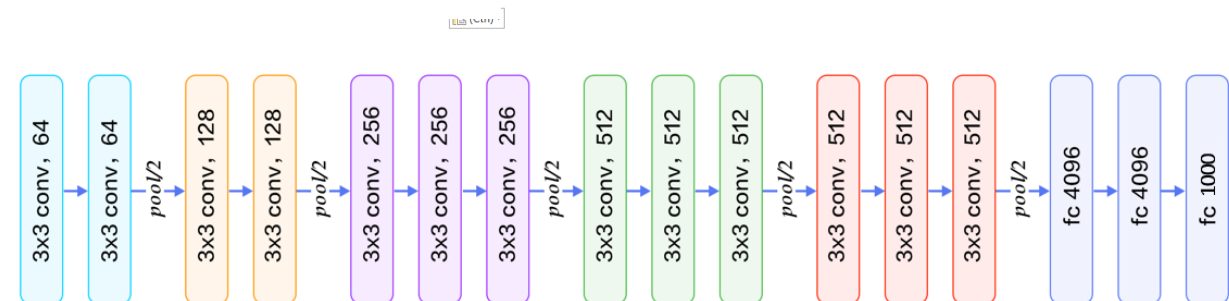 (Ctrl)
3x3 conv, 64
3x3 conv, 64
pool/2
3x3 conv, 128
3x3 conv, 128
pool/2
3x3 conv, 256
3x3 conv, 256
3x3 conv, 256
pool/2
3x3 conv, 512
3x3 conv, 512
3x3 conv, 512
pool/2
3x3 conv, 512
3x3 conv, 512
3x3 conv, 512
pool/2
fc 4096
fc 4096
fc 1000